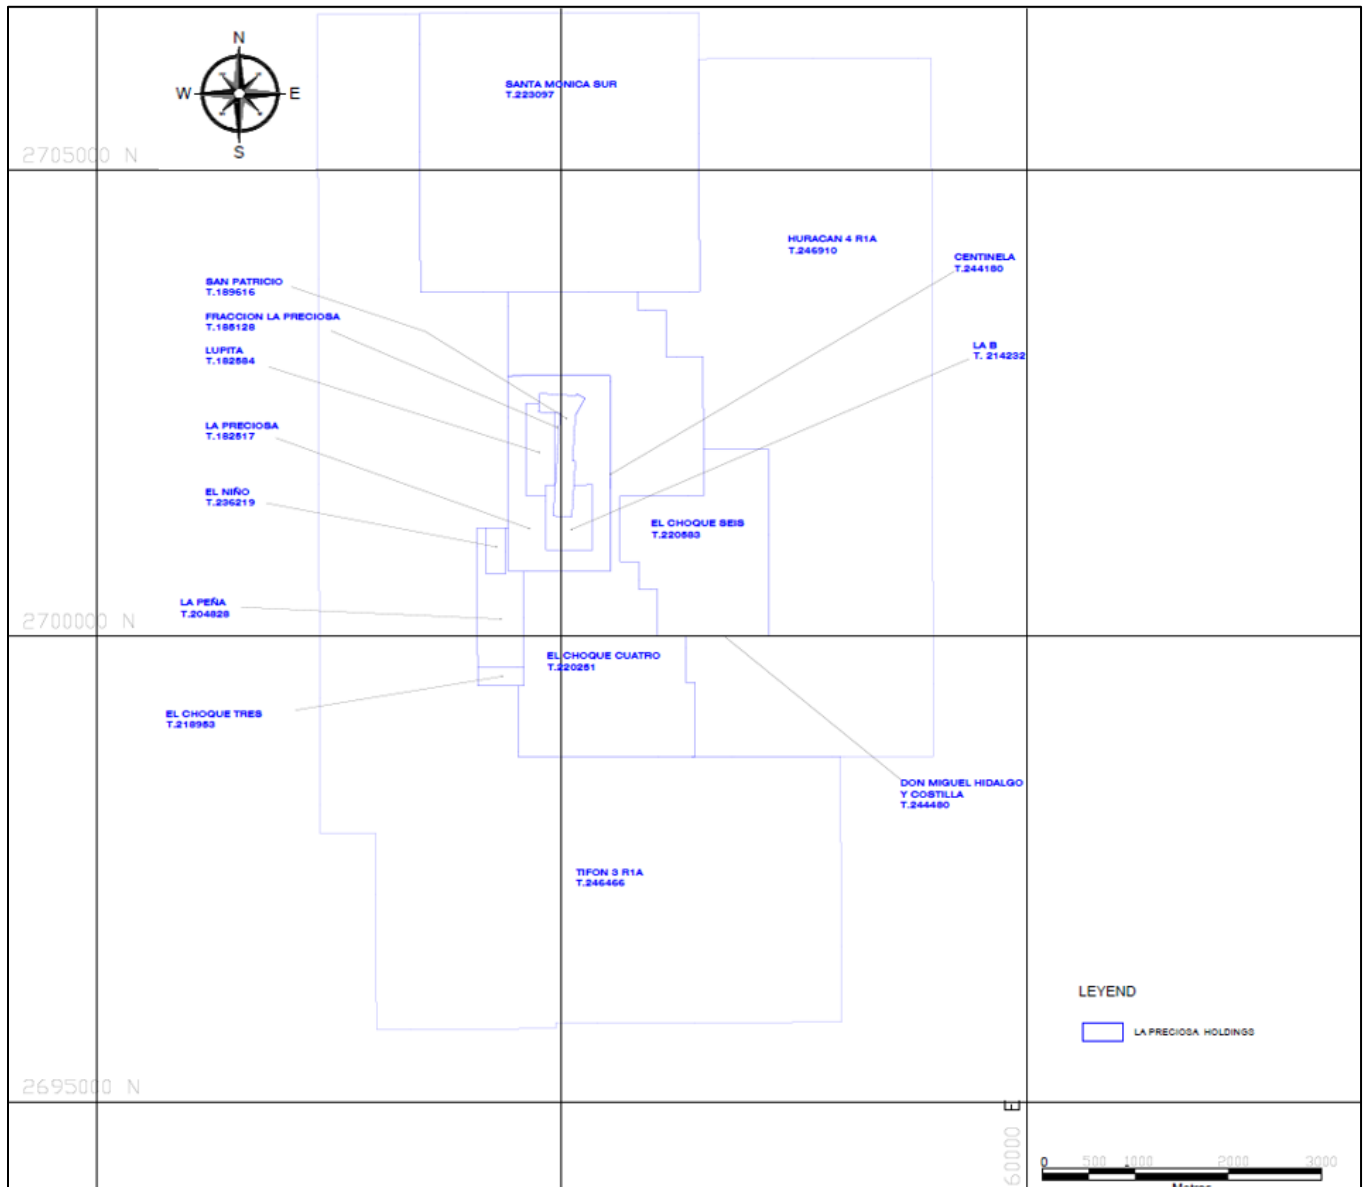 N
W E
S
SANTA MONICA SUR
T.223097
2705000 N
HURACAN 4 R1A
T.246910
CENTINELA
T.244180
SAN PATRICIO
T.189616
FRACCION LA PRECIOSA
T.185128
LUPITA
T.182584
LA B
T. 214232
LA PRECIOSA
T.182517
EL NIÑO
T.236219
EL CHOQUE SEIS
T.220583
LA PEÑA
T.204828
2700000 N
EL CHOQUE CUATRO
T.220251
EL CHOQUE TRES
T.218953
DON MIGUEL HIDALGO
Y COSTILLA
T.244480
TIFON 3 R1A
T.246466
LEYEND
LA PRECIOSA HOLDINGS
2695000 N
60000 E
0 500 1000 2000 3000